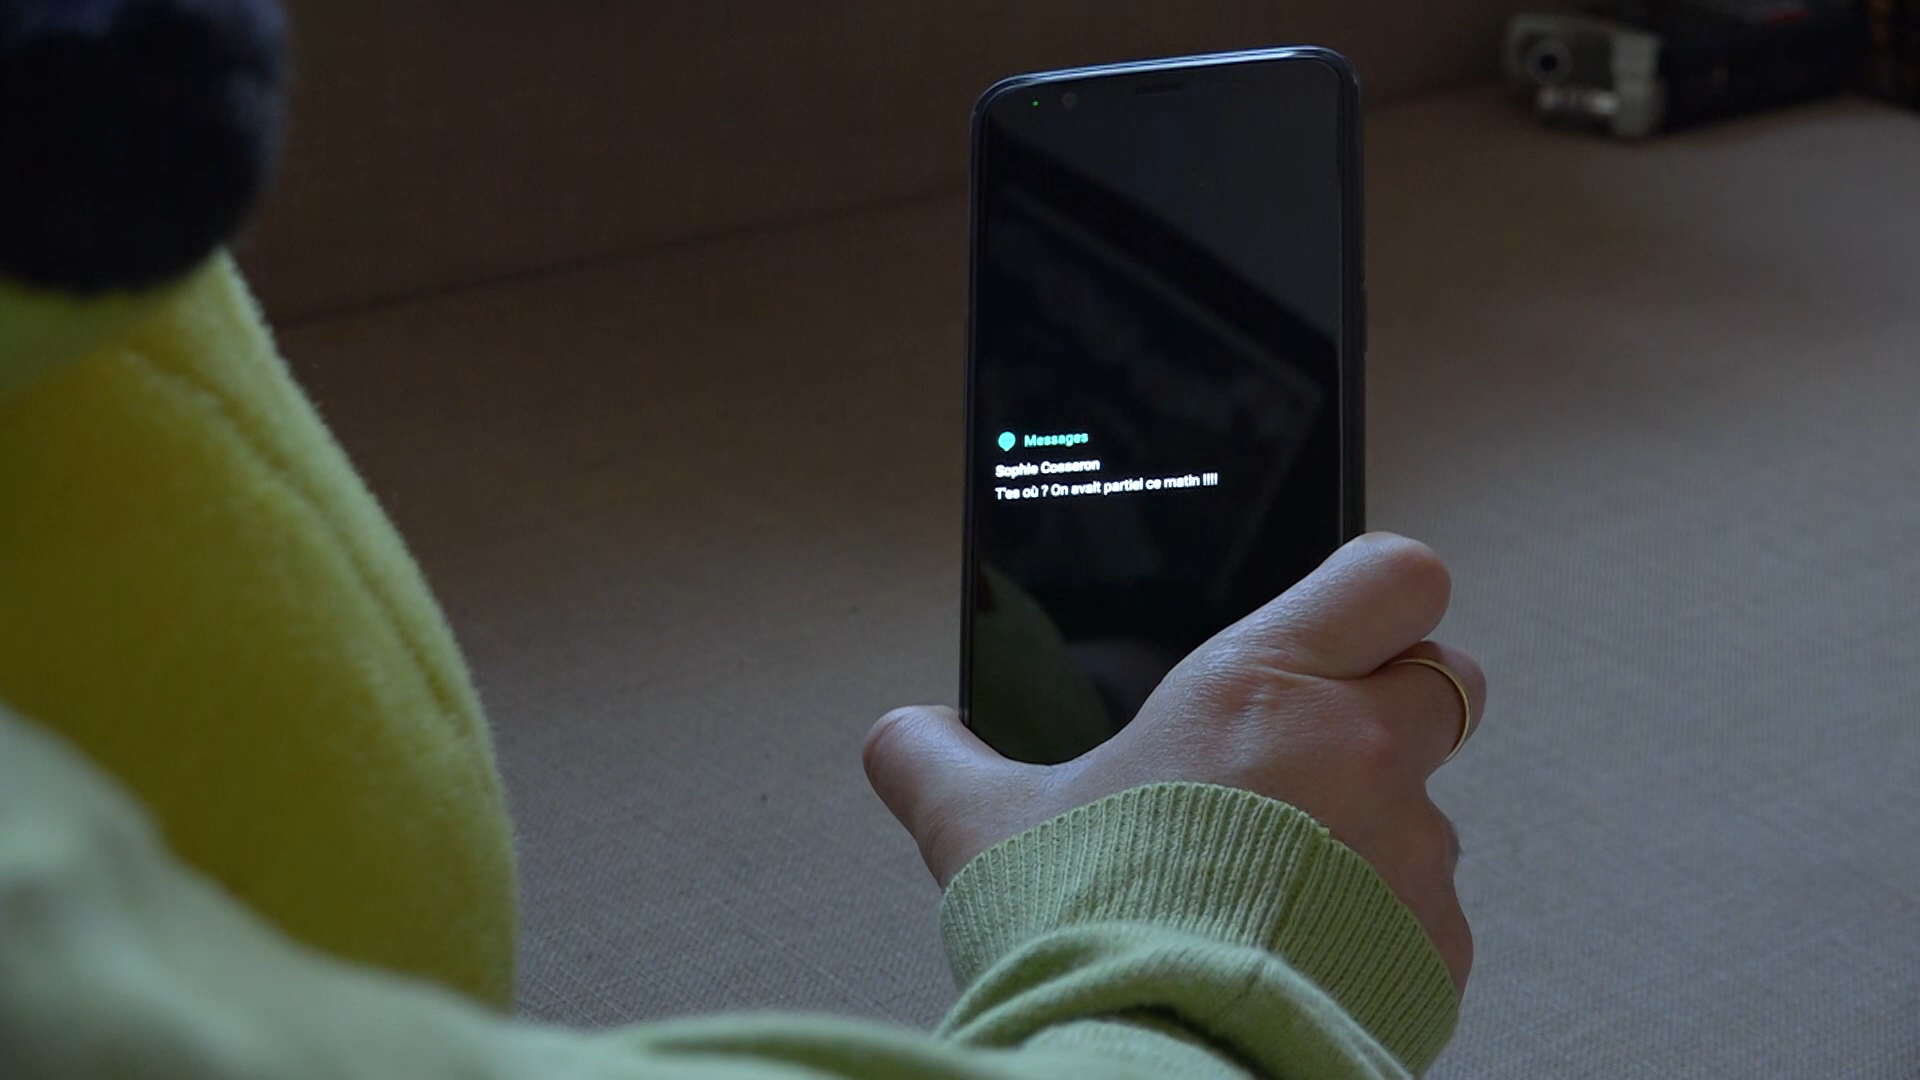 Messages
Sophie Cosseron
T'es où ? On avait partiel ce matin !!!!